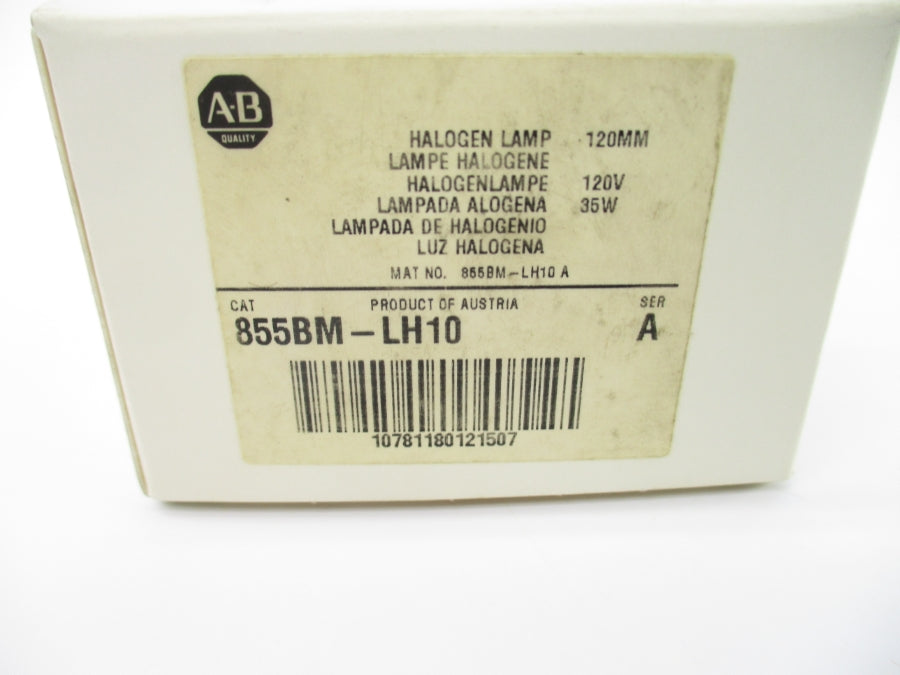 A-B
QUALITY
HALOGEN LAMP 120MM
LAMPE HALOGENE
HALOGENLAMPE 120V
LAMPADA ALOGENA 35W
LAMPADA DE HALOGENIO
LUZ HALOGENA
MAT NO. 855BM-LH10 A
CAT PRODUCT OF AUSTRIA SER
855BM-LH10 A
10781180121507